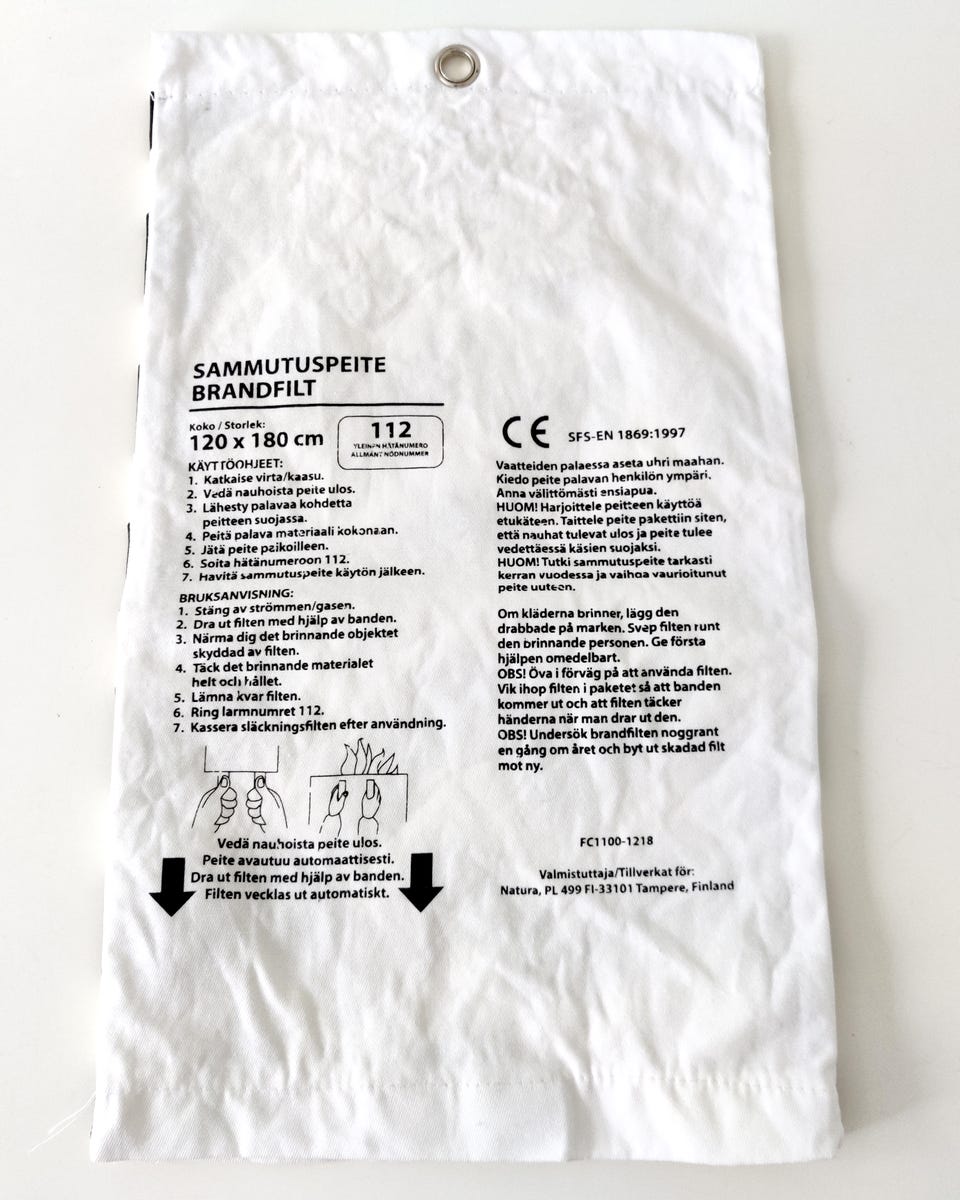 SAMMUTUSPEITE
BRANDFILT
Koko / Storlek:
120 x 180 cm
112
YLEINEN HÄTÄNUMERO
ALLMÄNT NÖDNUMMER
KÄYTTÖOHJEET:
1. Katkaise virta/kaasu.
2. Vedä nauhoista peite ulos.
3. Lähesty palavaa kohdetta
peitteen suojassa.
4. Peitä palava materiaali kokonaan.
5. Jätä peite paikoilleen.
6. Soita hätänumeroon 112.
7. Hävitä sammutuspeite käytön jälkeen.
BRUKSANVISNING:
1. Stäng av strömmen/gasen.
2. Dra ut filten med hjälp av banden.
3. Närma dig det brinnande objektet
skyddad av filten.
4. Täck det brinnande materialet
helt och hållet.
5. Lämna kvar filten.
6. Ring larmnumret 112.
7. Kassera släckningsfilten efter användning.
Vedä nauhoista peite ulos.
Peite avautuu automaattisesti.
Dra ut filten med hjälp av banden.
Filten vecklas ut automatiskt.
CE SFS-EN 1869:1997
Vaatteiden palaessa aseta uhri maahan.
Kiedo peite palavan henkilön ympäri.
Anna välittömästi ensiapua.
HUOM! Harjoittele peitteen käyttöä
etukäteen. Taittele peite pakettiin siten,
että nauhat tulevat ulos ja peite tulee
vedettäessä käsien suojaksi.
HUOM! Tutki sammutuspeite tarkasti
kerran vuodessa ja vaihda vaurioitunut
peite uuteen.
Om kläderna brinner, lägg den
drabbade på marken. Svep filten runt
den brinnande personen. Ge första
hjälpen omedelbart.
OBS! Öva i förväg på att använda filten.
Vik ihop filten i paketet så att banden
kommer ut och att filten täcker
händerna när man drar ut den.
OBS! Undersök brandfilten noggrant
en gång om året och byt ut skadad filt
mot ny.
FC1100-1218
Valmistuttaja/Tillverkat för:
Natura, PL 499 FI-33101 Tampere, Finland